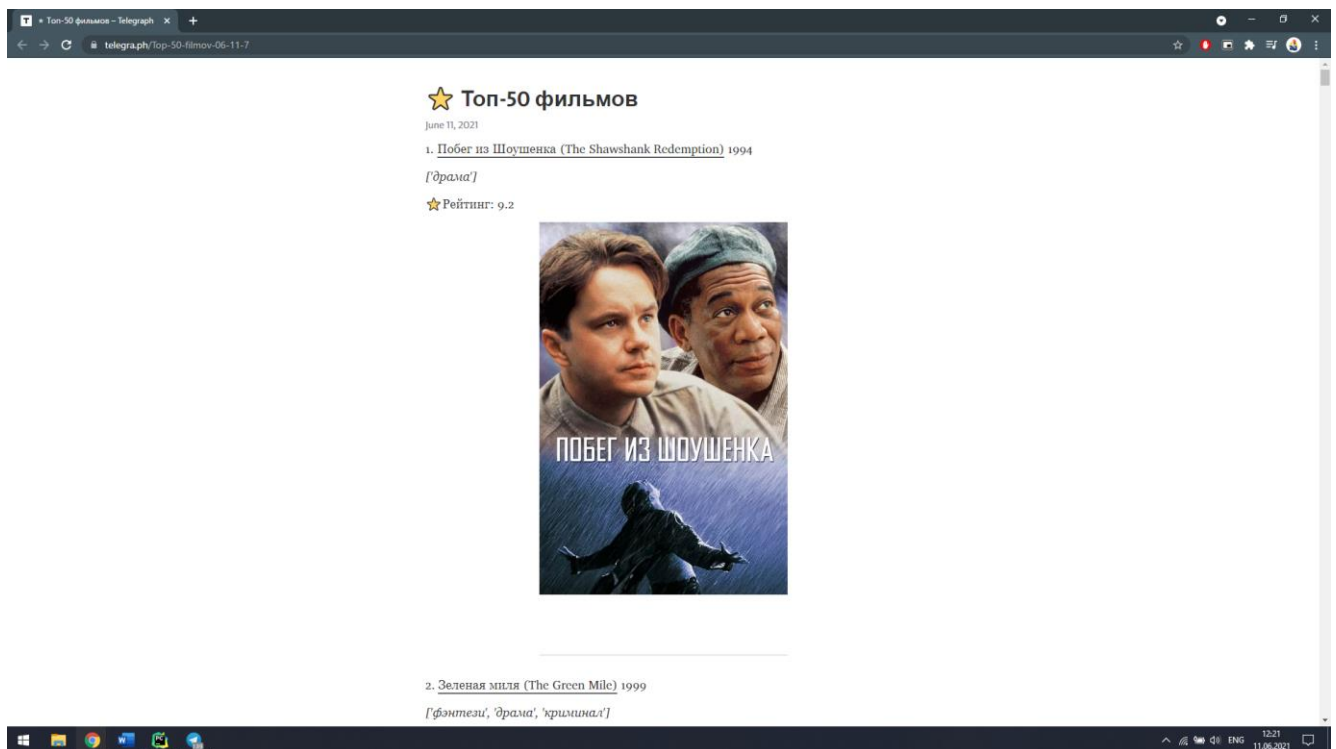 Топ-50 фильмов – Telegraph
telegra.ph/Top-50-filmov-06-11-7
⭐ Топ-50 фильмов
June 11, 2021
1. Побег из Шоушенка (The Shawshank Redemption) 1994
['драма']
⭐Рейтинг: 9.2
ПОБЕГ ИЗ ШОУШЕНКА
2. Зеленая миля (The Green Mile) 1999
['фэнтези', 'драма', 'криминал']
ENG
12:21
11.06.2021